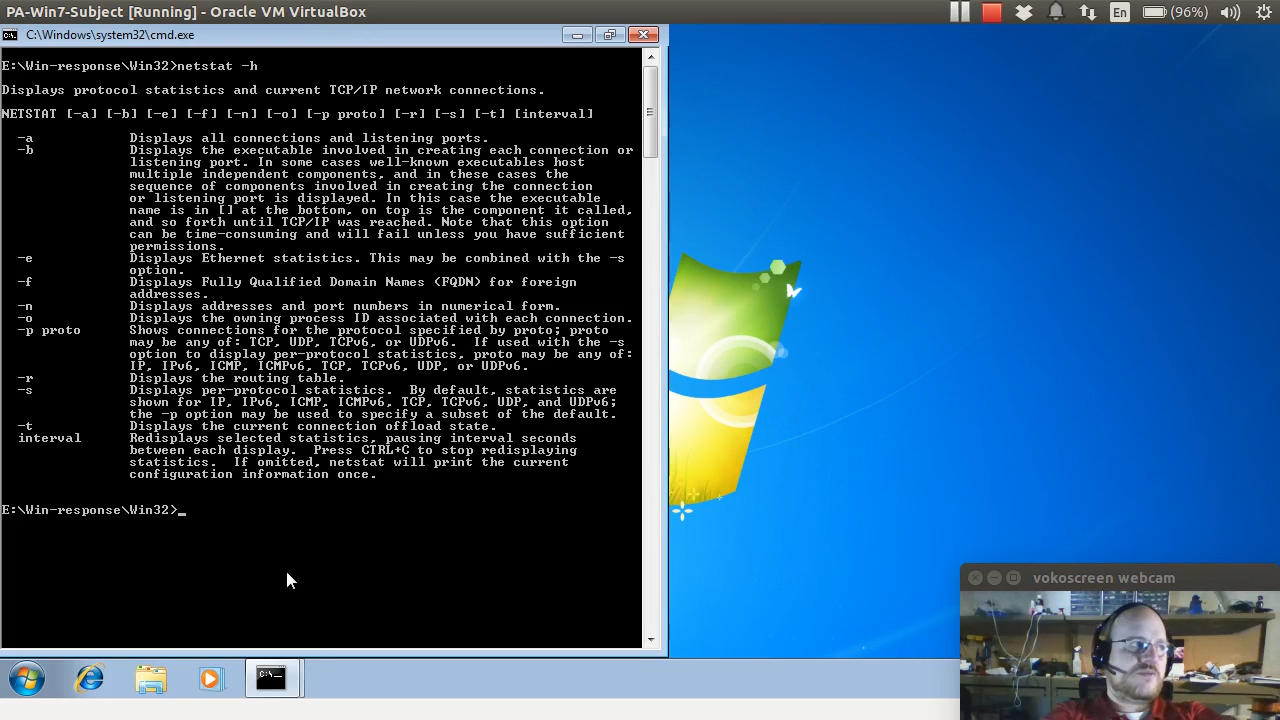 PA-Win7-Subject [Running] - Oracle VM VirtualBox
En
(96%)
C:\Windows\system32\cmd.exe
E:\Win-response\Win32>netstat -h
Displays protocol statistics and current TCP/IP network connections.
NETSTAT [-a] [-b] [-e] [-f] [-n] [-o] [-p proto] [-r] [-s] [-t] [interval]
-a Displays all connections and listening ports.
-b Displays the executable involved in creating each connection or
listening port. In some cases well-known executables host
multiple independent components, and in these cases the
sequence of components involved in creating the connection
or listening port is displayed. In this case the executable
name is in [] at the bottom, on top is the component it called,
and so forth until TCP/IP was reached. Note that this option
can be time-consuming and will fail unless you have sufficient
permissions.
-e Displays Ethernet statistics. This may be combined with the -s
option.
-f Displays Fully Qualified Domain Names (FQDN) for foreign
addresses.
-n Displays addresses and port numbers in numerical form.
-o Displays the owning process ID associated with each connection.
-p proto Shows connections for the protocol specified by proto; proto
may be any of: TCP, UDP, TCPv6, or UDPv6. If used with the -s
option to display per-protocol statistics, proto may be any of:
IP, IPv6, ICMP, ICMPv6, TCP, TCPv6, UDP, or UDPv6.
-r Displays the routing table.
-s Displays per-protocol statistics. By default, statistics are
shown for IP, IPv6, ICMP, ICMPv6, TCP, TCPv6, UDP, and UDPv6;
the -p option may be used to specify a subset of the default.
-t Displays the current connection offload state.
interval Redisplays selected statistics, pausing interval seconds
between each display. Press CTRL+C to stop redisplaying
statistics. If omitted, netstat will print the current
configuration information once.
E:\Win-response\Win32>_
vokoscreen webcam